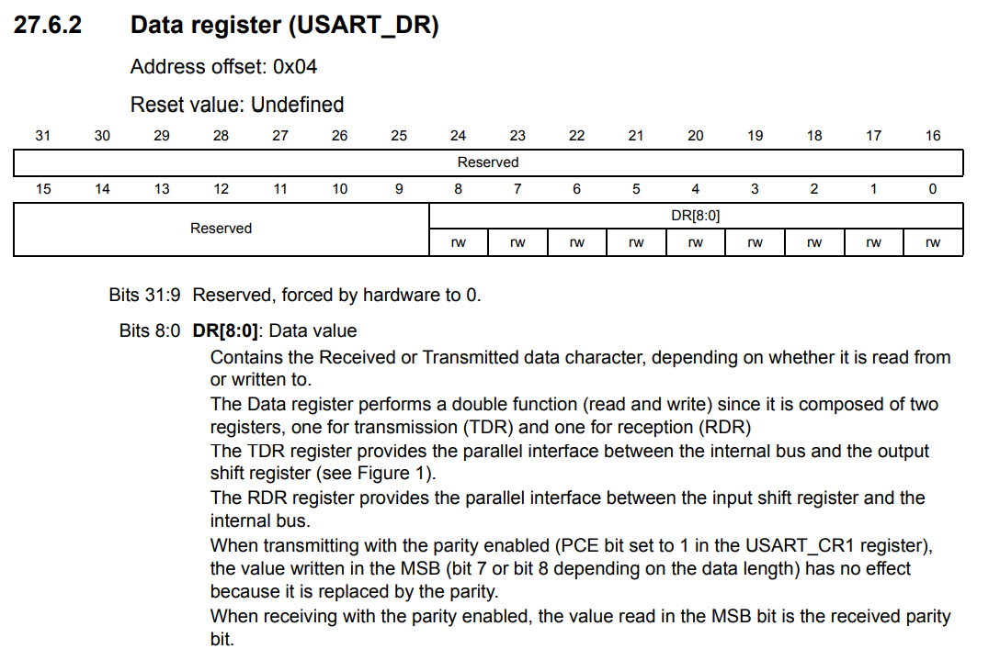 27.6.2 Data register (USART_DR)
Address offset: 0x04
Reset value: Undefined
31 30 29 28 27 26 25 24 23 22 21 20 19 18 17 16
Reserved
15 14 13 12 11 10 9 8 7 6 5 4 3 2 1 0
Reserved DR[8:0]
rw rw rw rw rw rw rw rw rw
Bits 31:9 Reserved, forced by hardware to 0.
Bits 8:0 DR[8:0]: Data value
Contains the Received or Transmitted data character, depending on whether it is read from
or written to.
The Data register performs a double function (read and write) since it is composed of two
registers, one for transmission (TDR) and one for reception (RDR)
The TDR register provides the parallel interface between the internal bus and the output
shift register (see Figure 1).
The RDR register provides the parallel interface between the input shift register and the
internal bus.
When transmitting with the parity enabled (PCE bit set to 1 in the USART_CR1 register),
the value written in the MSB (bit 7 or bit 8 depending on the data length) has no effect
because it is replaced by the parity.
When receiving with the parity enabled, the value read in the MSB bit is the received parity
bit.